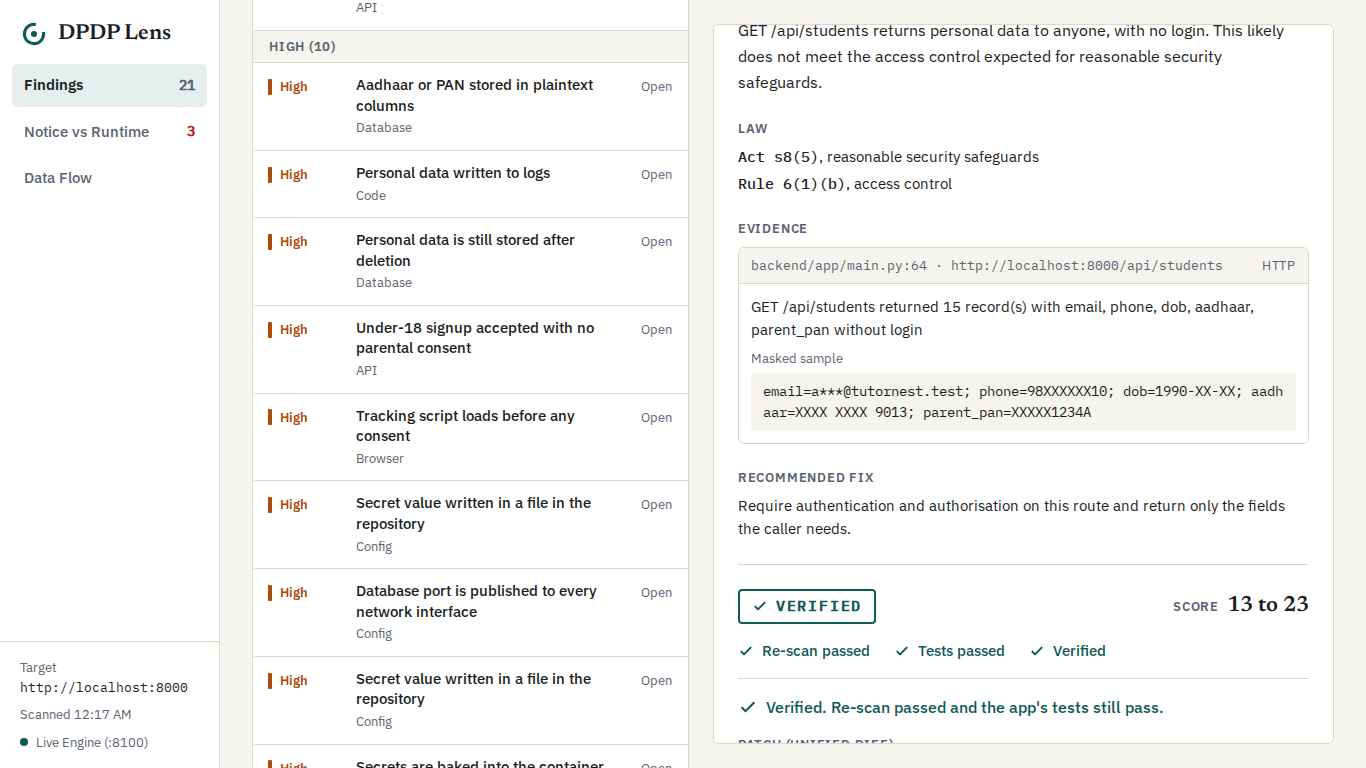 DPDP Lens
Findings 21
Notice vs Runtime 3
Data Flow
Target
http://localhost:8000
Scanned 12:17 AM
Live Engine (:8100)
API
HIGH (10)
High
Aadhaar or PAN stored in plaintext
columns
Database
Open
High
Personal data written to logs
Code
Open
High
Personal data is still stored after
deletion
Database
Open
High
Under-18 signup accepted with no
parental consent
API
Open
High
Tracking script loads before any
consent
Browser
Open
High
Secret value written in a file in the
repository
Config
Open
High
Database port is published to every
network interface
Config
Open
High
Secret value written in a file in the
repository
Config
Open
High
Secrets are baked into the container
Open
GET /api/students returns personal data to anyone, with no login. This likely
does not meet the access control expected for reasonable security
safeguards.
LAW
Act s8(5), reasonable security safeguards
Rule 6(1)(b), access control
EVIDENCE
backend/app/main.py:64 · http://localhost:8000/api/students HTTP
GET /api/students returned 15 record(s) with email, phone, dob, aadhaar,
parent_pan without login
Masked sample
email=a***@tutornest.test; phone=98XXXXXX10; dob=1990-XX-XX; aadh
aar=XXXX XXXX 9013; parent_pan=XXXXX1234A
RECOMMENDED FIX
Require authentication and authorisation on this route and return only the fields
the caller needs.
VERIFIED
SCORE 13 to 23
Re-scan passed
Tests passed
Verified
Verified. Re-scan passed and the app's tests still pass.
PATCH (UNIFIED DIFF)